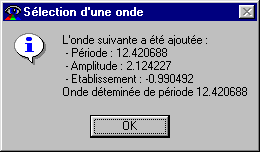 Sélection d'une onde
L'onde suivante a été ajoutée :
- Période : 12.420688
- Amplitude : 2.124227
- Etablissement : -0.990492
Onde déteminée de période 12.420688
OK